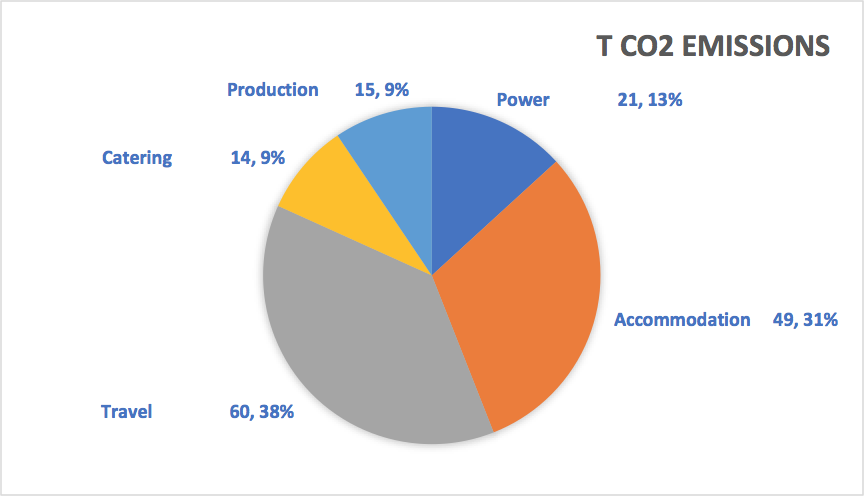 T CO2 EMISSIONS
Production 15, 9%
Power 21, 13%
Catering 14, 9%
Accommodation 49, 31%
Travel 60, 38%